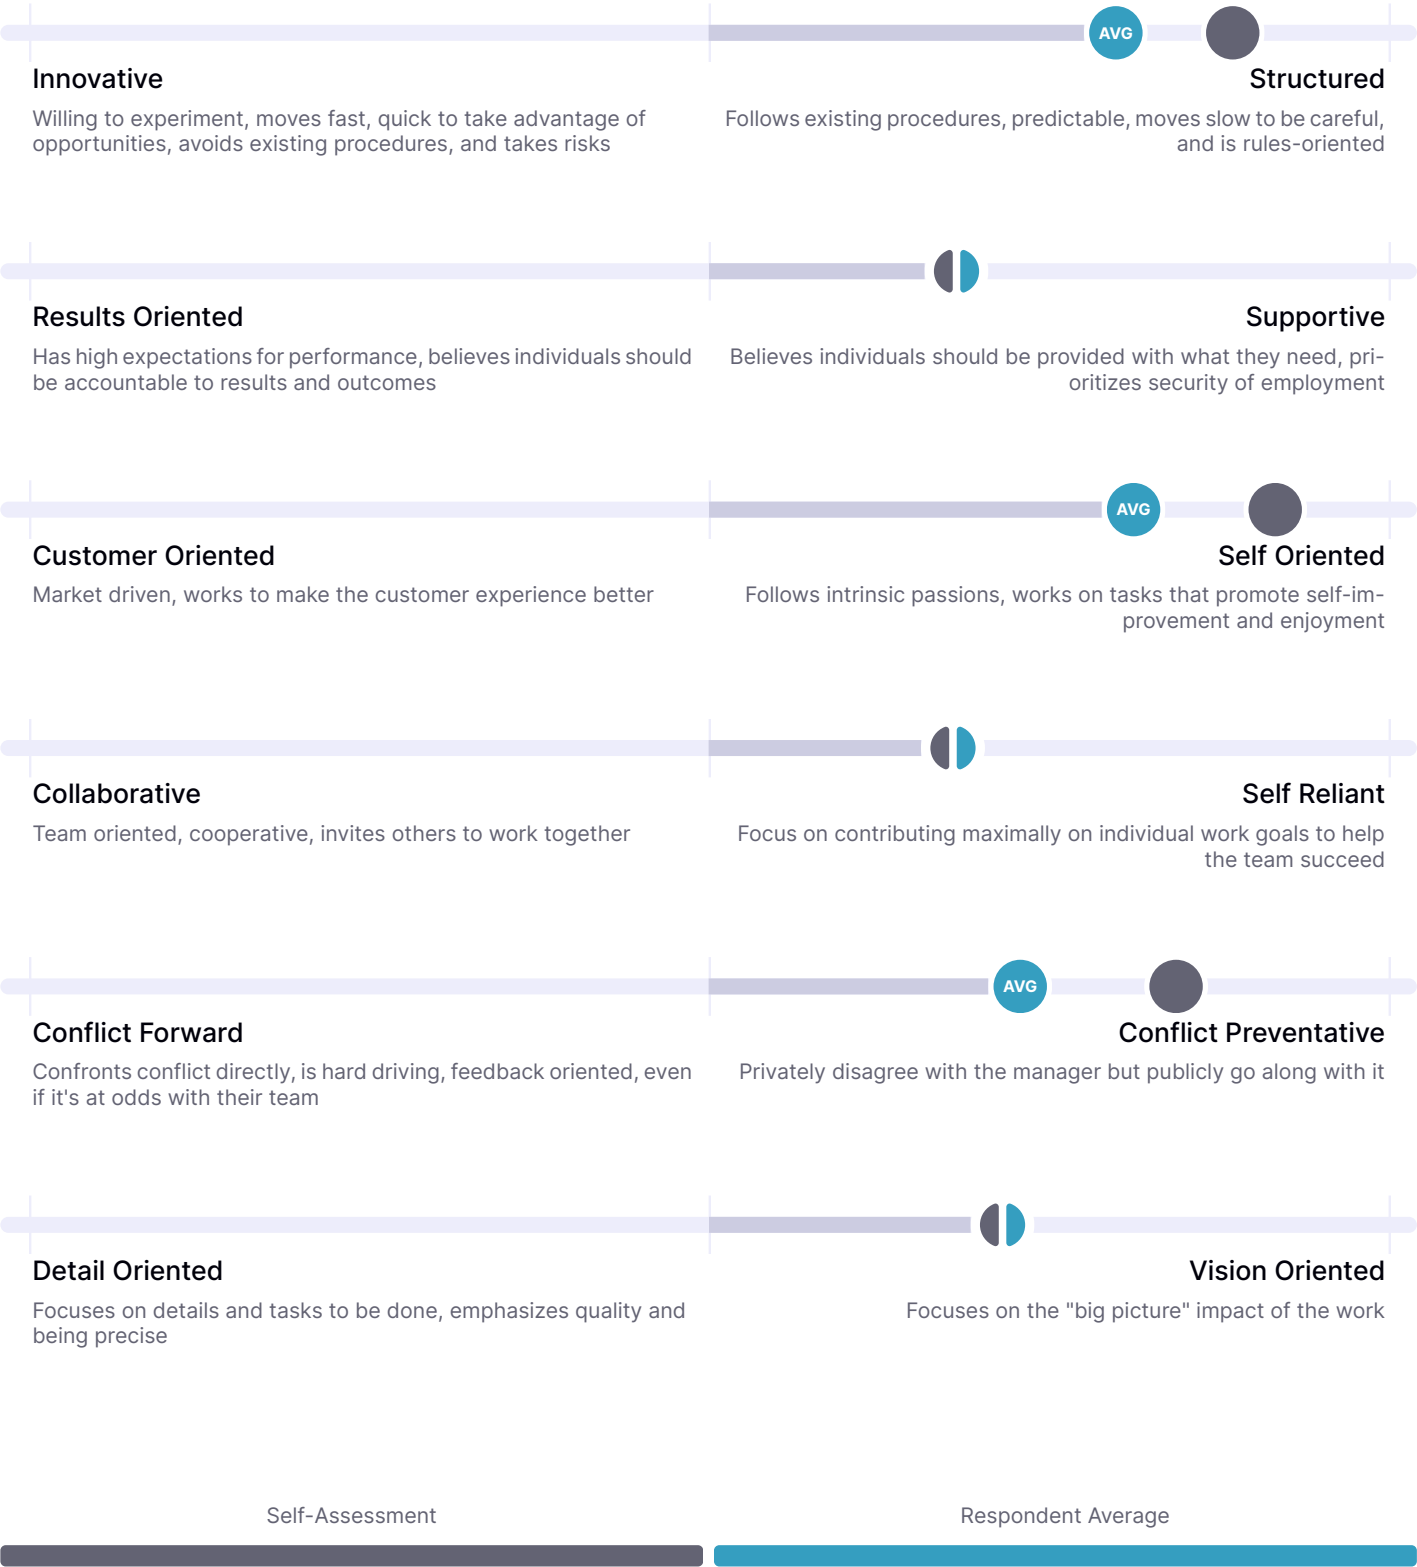 AVG
Innovative
Structured
Willing to experiment, moves fast, quick to take advantage of
opportunities, avoids existing procedures, and takes risks
Follows existing procedures, predictable, moves slow to be careful,
and is rules-oriented
Results Oriented
Supportive
Has high expectations for performance, believes individuals should
be accountable to results and outcomes
Believes individuals should be provided with what they need, pri-
oritizes security of employment
AVG
Customer Oriented
Self Oriented
Market driven, works to make the customer experience better
Follows intrinsic passions, works on tasks that promote self-im-
provement and enjoyment
Collaborative
Self Reliant
Team oriented, cooperative, invites others to work together
Focus on contributing maximally on individual work goals to help
the team succeed
AVG
Conflict Forward
Conflict Preventative
Confronts conflict directly, is hard driving, feedback oriented, even
if it's at odds with their team
Privately disagree with the manager but publicly go along with it
Detail Oriented
Vision Oriented
Focuses on details and tasks to be done, emphasizes quality and
being precise
Focuses on the "big picture" impact of the work
Self-Assessment
Respondent Average